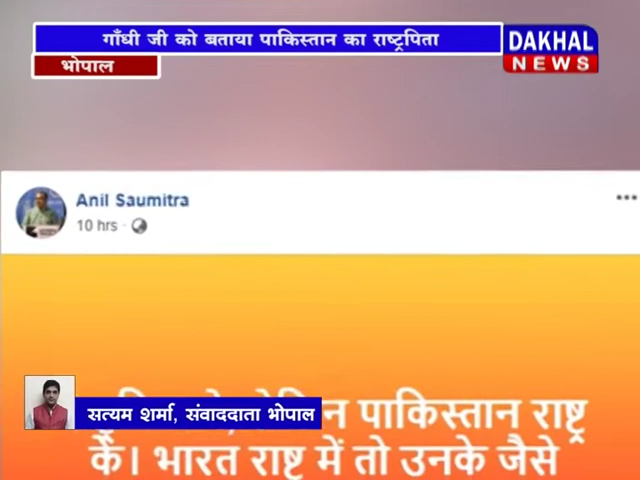 गाँधी जी को बताया पाकिस्तान का राष्ट्रपिता
DAKHAL
NEWS
भोपाल
Anil Saumitra
10 hrs
सत्यम शर्मा, संवाददाता भोपाल
पाकिस्तान राष्ट्र
के। भारत राष्ट्र में तो उनके जैसे